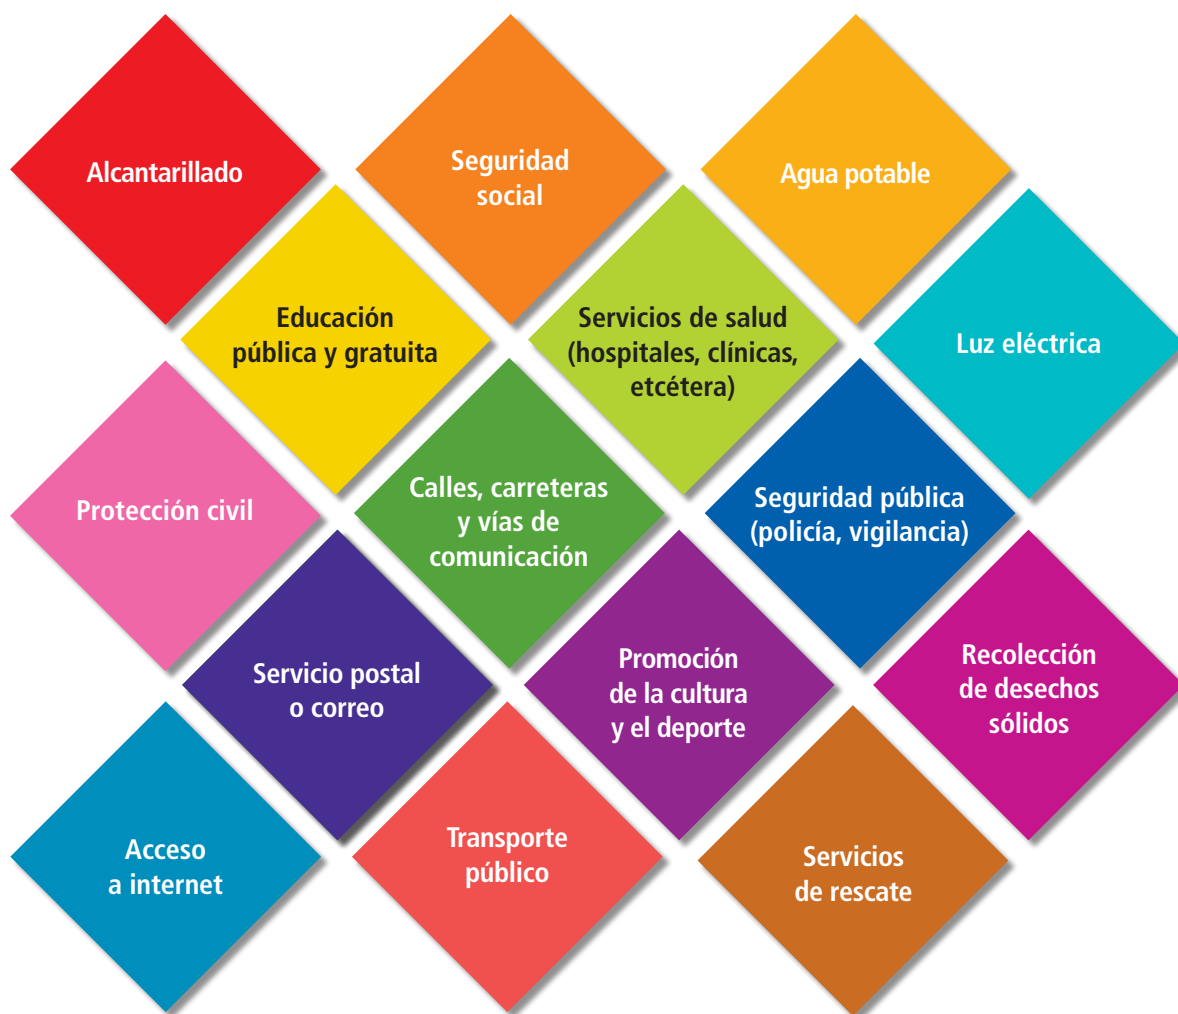 Alcantarillado
Seguridad
social
Agua potable
Educación
pública y gratuita
Servicios de salud
(hospitales, clínicas,
etcétera)
Luz eléctrica
Protección civil
Calles, carreteras
y vías de
comunicación
Seguridad pública
(policía, vigilancia)
Servicio postal
o correo
Promoción
de la cultura
y el deporte
Recolección
de desechos
sólidos
Acceso
a internet
Transporte
público
Servicios
de rescate